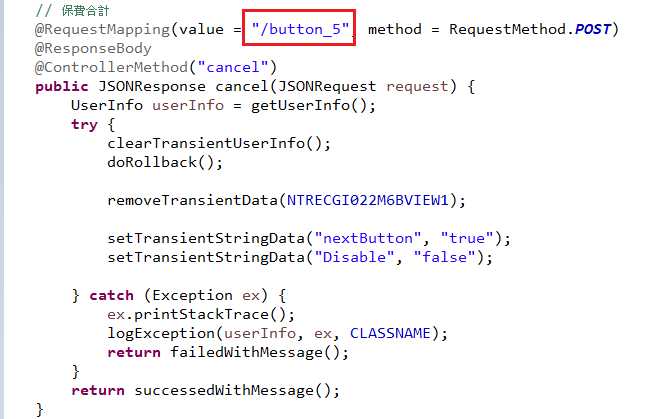 // 保費合計
@RequestMapping(value = "/button_5", method = RequestMethod.POST)
@ResponseBody
@ControllerMethod("cancel")
public JSONResponse cancel(JSONRequest request) {
UserInfo userInfo = getUserInfo();
try {
clearTransientUserInfo();
doRollback();
removeTransientData(NTRECGI022M6BVIEW1);
setTransientStringData("nextButton", "true");
setTransientStringData("Disable", "false");
} catch (Exception ex) {
ex.printStackTrace();
logException(userInfo, ex, CLASSNAME);
return failedWithMessage();
}
return successedWithMessage();
}